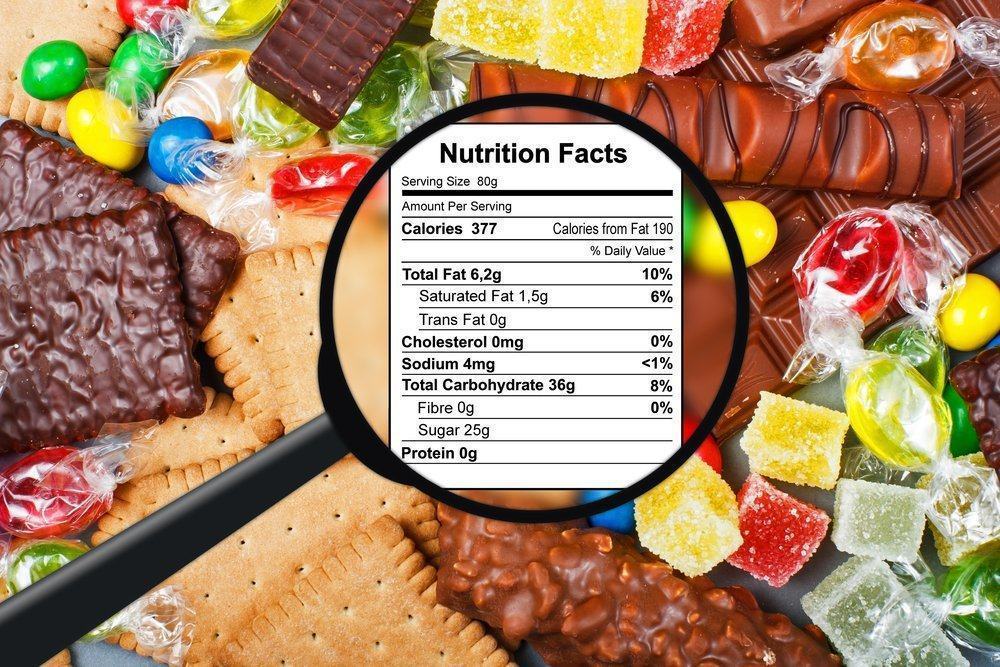 Nutrition Facts
Serving Size 80g
Amount Per Serving
Calories 377 Calories from Fat 190
% Daily Value *
Total Fat 6,2g 10%
Saturated Fat 1,5g 6%
Trans Fat 0g
Cholesterol 0mg 0%
Sodium 4mg <1%
Total Carbohydrate 36g 8%
Fibre 0g 0%
Sugar 25g
Protein 0g